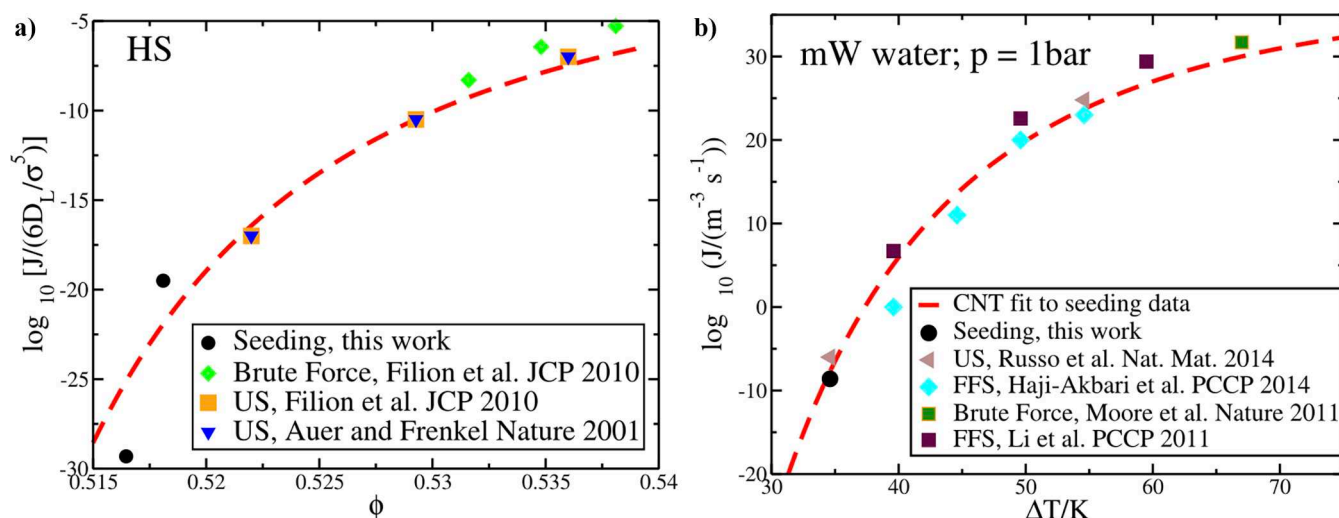 a)
HS
log 10 [J/(6D_L/σ^5)]
-5
-10
-15
-20
-25
-30
Seeding, this work
Brute Force, Filion et al. JCP 2010
US, Filion et al. JCP 2010
US, Auer and Frenkel Nature 2001
0.515 0.52 0.525 0.53 0.535 0.54
ϕ
b)
mW water; p = 1bar
log 10 (J/(m^-3 s^-1))
30
20
10
0
-10
-20
CNT fit to seeding data
Seeding, this work
US, Russo et al. Nat. Mat. 2014
FFS, Haji-Akbari et al. PCCP 2014
Brute Force, Moore et al. Nature 2011
FFS, Li et al. PCCP 2011
30 40 50 60 70
ΔT/K